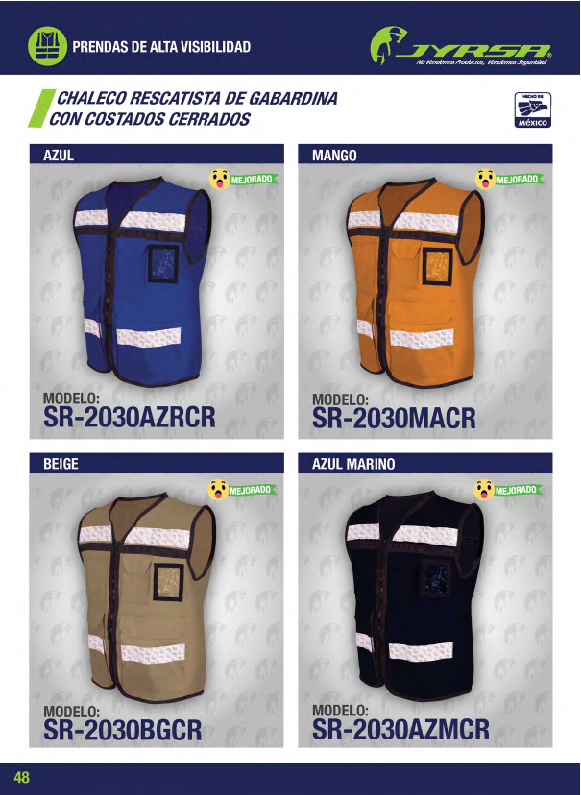 PRENDAS DE ALTA VISIBILIDAD
JYRSA®
No Vendemos Productos, Vendemos Seguridad
CHALECO RESCATISTA DE GABARDINA
CON COSTADOS CERRADOS
HECHO EN
MÉXICO
AZUL
MEJORADO
MODELO:
SR-2030AZRCR
MANGO
MEJORADO
MODELO:
SR-2030MACR
BEIGE
MEJORADO
MODELO:
SR-2030BGCR
AZUL MARINO
MEJORADO
MODELO:
SR-2030AZMCR
48